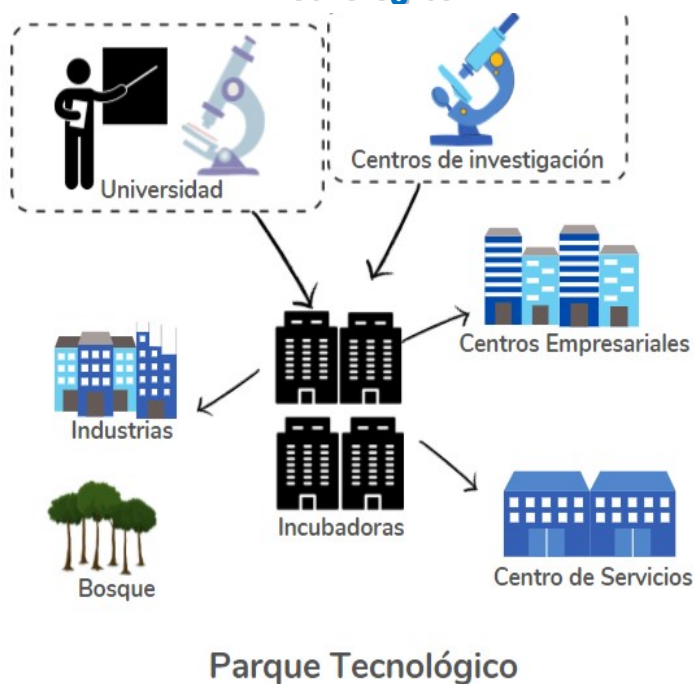 Universidad
Centros de investigación
Centros Empresariales
Industrias
Incubadoras
Bosque
Centro de Servicios
Parque Tecnológico